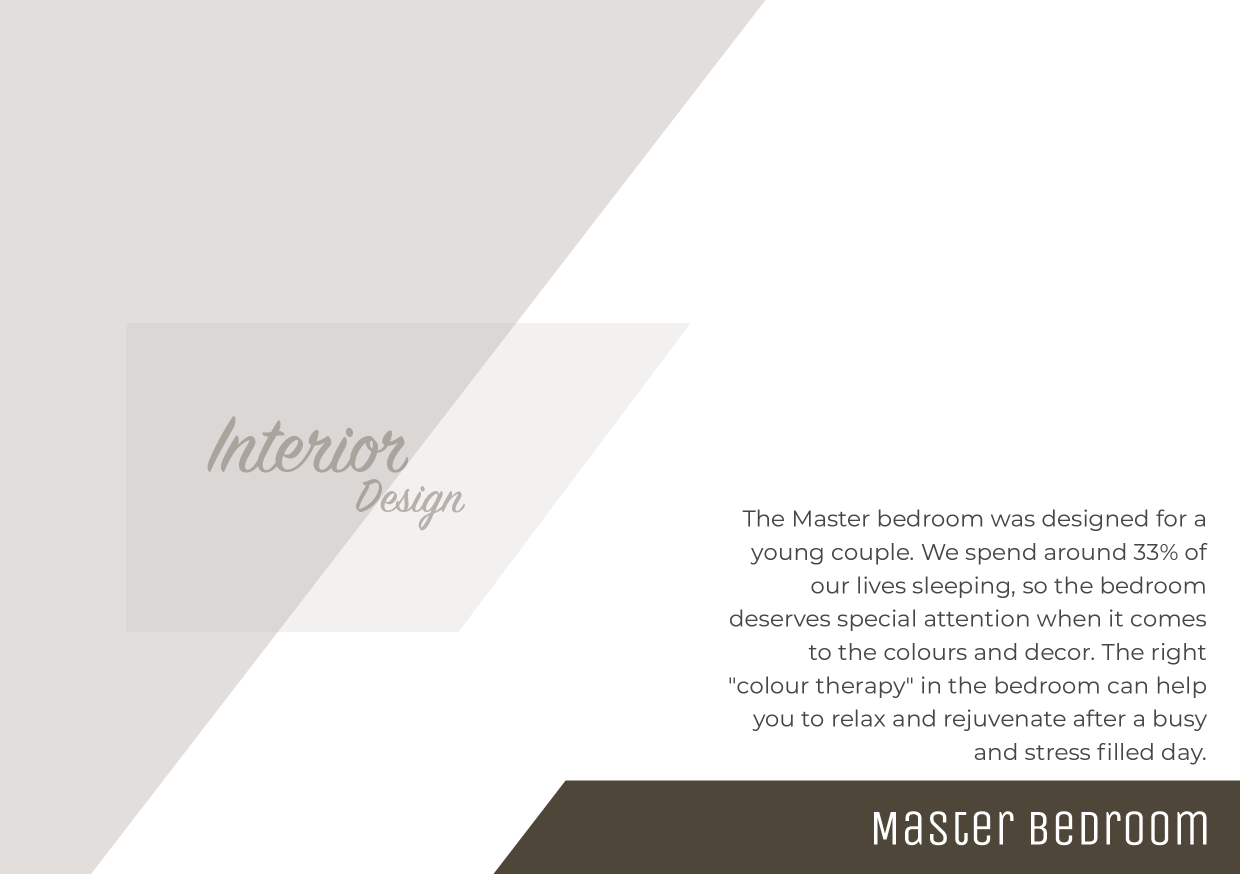 Interior
Design
The Master bedroom was designed for a
young couple. We spend around 33% of
our lives sleeping, so the bedroom
deserves special attention when it comes
to the colours and decor. The right
"colour therapy" in the bedroom can help
you to relax and rejuvenate after a busy
and stress filled day.
Master Bedroom